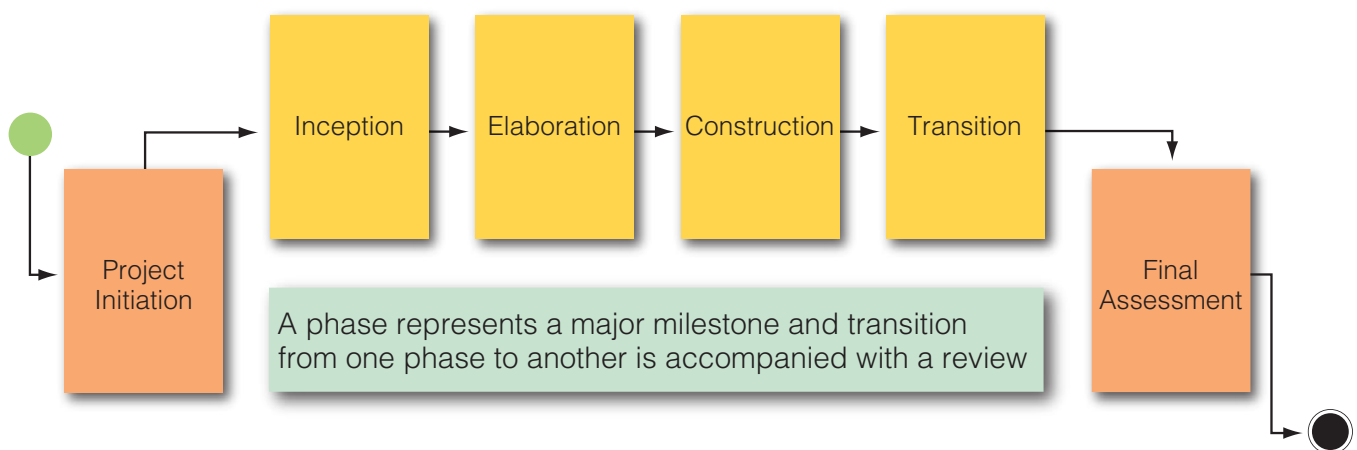 Inception
Elaboration
Construction
Transition
Project
Initiation
Final
Assessment
A phase represents a major milestone and transition
from one phase to another is accompanied with a review